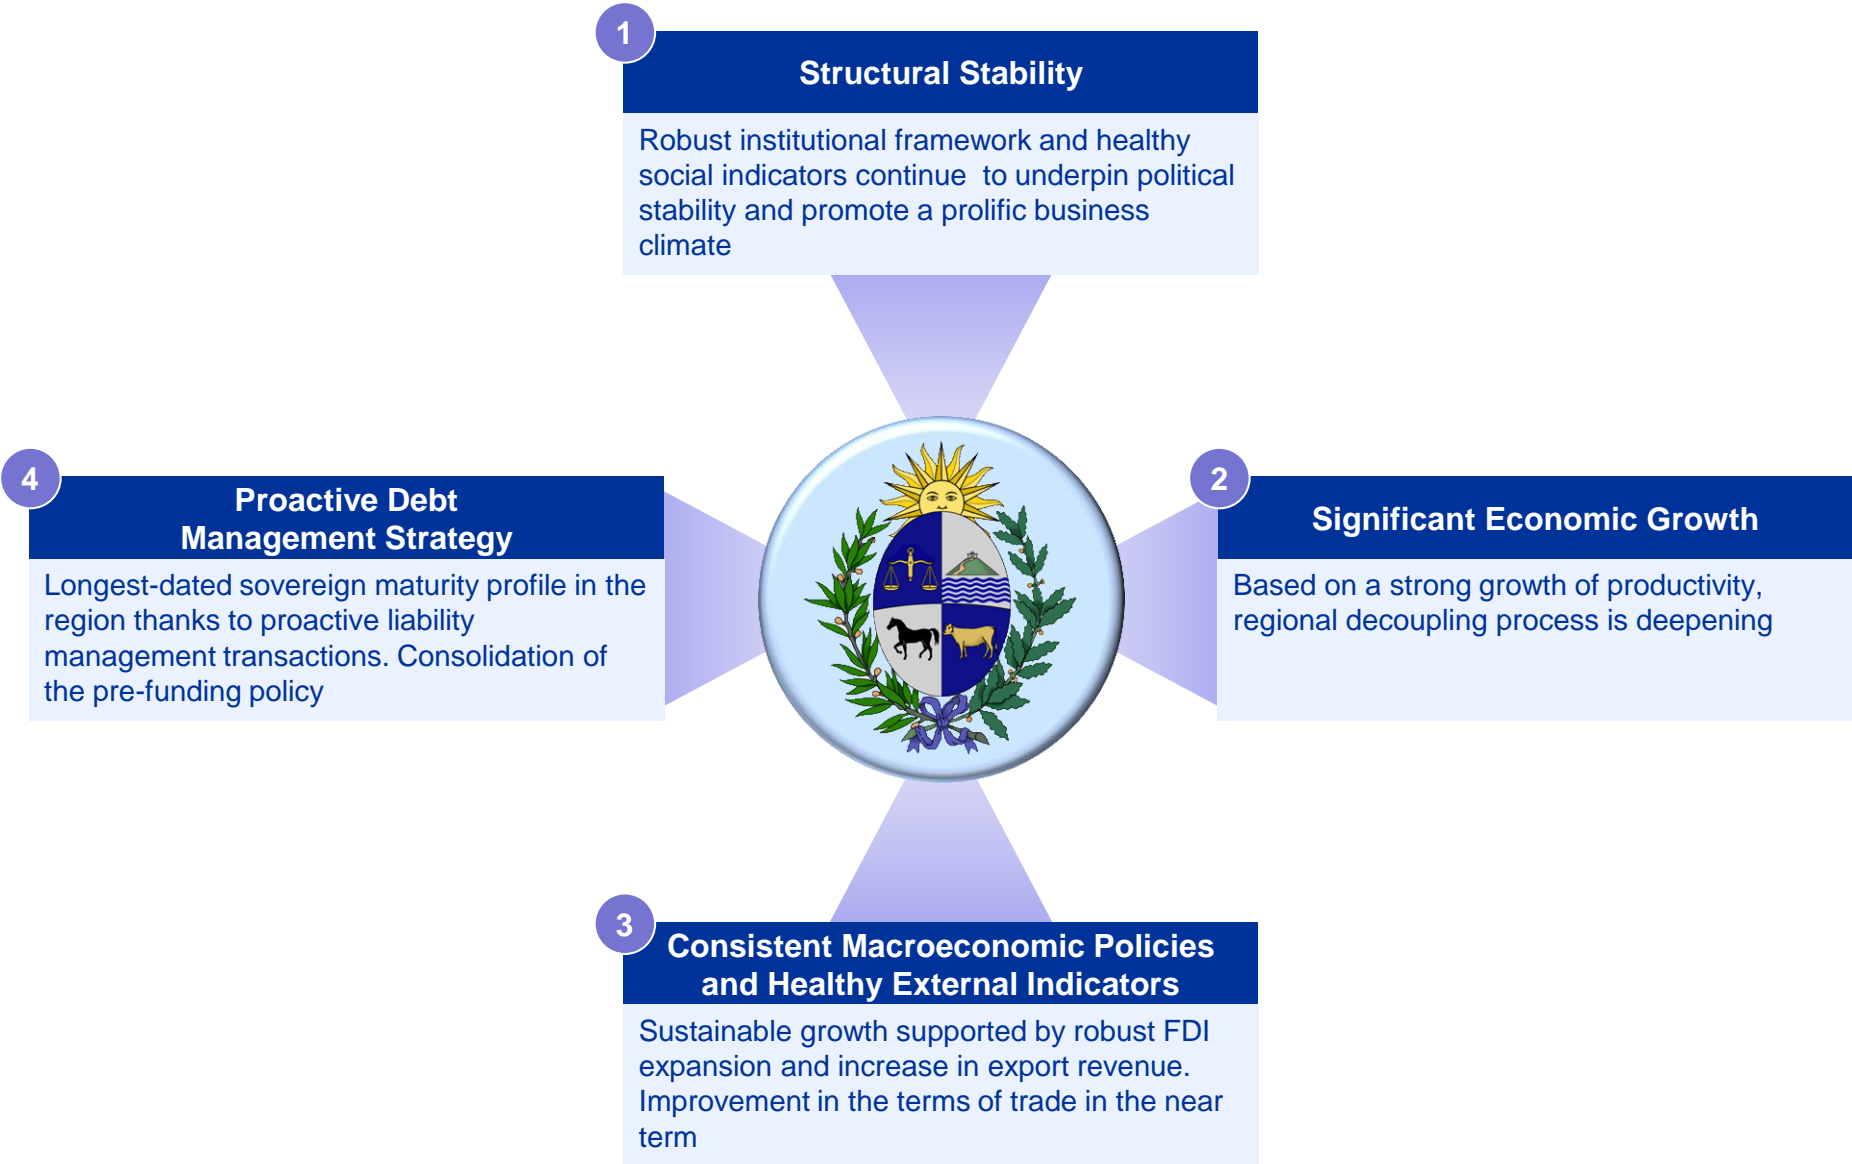 1
Structural Stability
Robust institutional framework and healthy
social indicators continue  to underpin political
stability and promote a prolific business
climate
4
Proactive Debt
Management Strategy
Longest-dated sovereign maturity profile in the
region thanks to proactive liability
management transactions. Consolidation of
the pre-funding policy
2
Significant Economic Growth
Based on a strong growth of productivity,
regional decoupling process is deepening
3
Consistent Macroeconomic Policies
and Healthy External Indicators
Sustainable growth supported by robust FDI
expansion and increase in export revenue.
Improvement in the terms of trade in the near
term